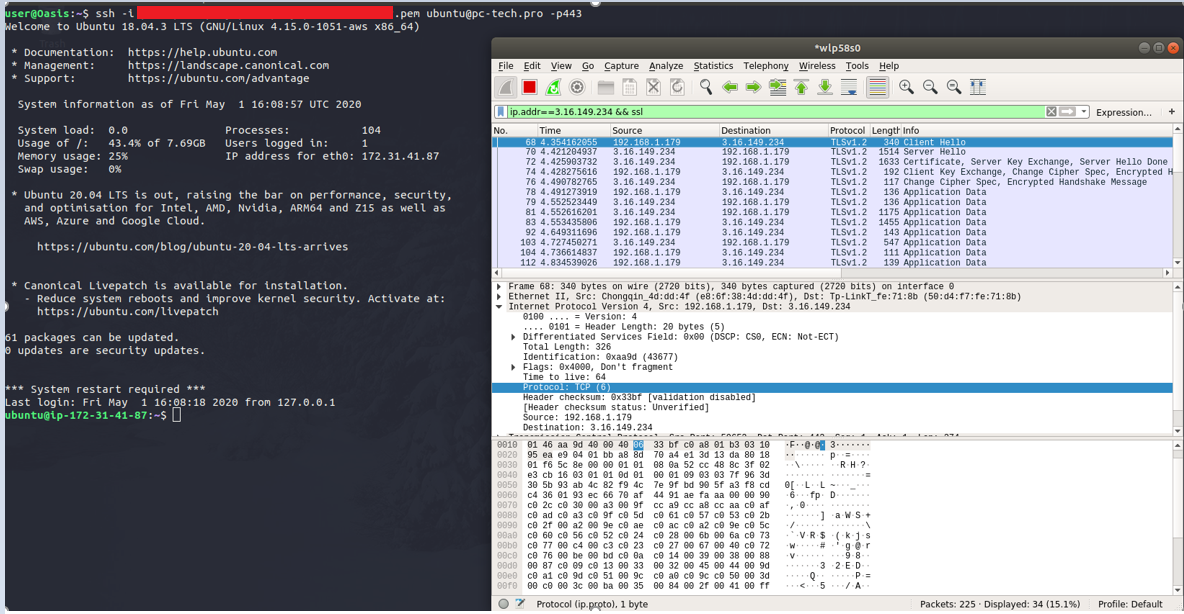 user@Oasis:~$ ssh -i .pem ubuntu@pc-tech.pro -p443
Welcome to Ubuntu 18.04.3 LTS (GNU/Linux 4.15.0-1051-aws x86_64)
* Documentation: https://help.ubuntu.com
* Management: https://landscape.canonical.com
* Support: https://ubuntu.com/advantage
System information as of Fri May 1 16:08:57 UTC 2020
System load: 0.0 Processes: 104
Usage of /: 43.4% of 7.69GB Users logged in: 1
Memory usage: 25% IP address for eth0: 172.31.41.87
Swap usage: 0%
* Ubuntu 20.04 LTS is out, raising the bar on performance, security,
and optimisation for Intel, AMD, Nvidia, ARM64 and Z15 as well as
AWS, Azure and Google Cloud.
https://ubuntu.com/blog/ubuntu-20-04-lts-arrives
* Canonical Livepatch is available for installation.
- Reduce system reboots and improve kernel security. Activate at:
https://ubuntu.com/livepatch
61 packages can be updated.
0 updates are security updates.
*** System restart required ***
Last login: Fri May 1 16:08:18 2020 from 127.0.0.1
ubuntu@ip-172-31-41-87:~$
*wlp58s0
File Edit View Go Capture Analyze Statistics Telephony Wireless Tools Help
ip.addr==3.16.149.234 && ssl Expression... +
No. Time Source Destination Protocol Length Info
68 4.354162055 192.168.1.179 3.16.149.234 TLSv1.2 340 Client Hello
70 4.421204937 3.16.149.234 192.168.1.179 TLSv1.2 1514 Server Hello
72 4.425903732 3.16.149.234 192.168.1.179 TLSv1.2 1633 Certificate, Server Key Exchange, Server Hello Done
74 4.428275616 192.168.1.179 3.16.149.234 TLSv1.2 192 Client Key Exchange, Change Cipher Spec, Encrypted H
76 4.490782765 3.16.149.234 192.168.1.179 TLSv1.2 117 Change Cipher Spec, Encrypted Handshake Message
78 4.491273919 192.168.1.179 3.16.149.234 TLSv1.2 136 Application Data
79 4.552523449 3.16.149.234 192.168.1.179 TLSv1.2 136 Application Data
81 4.552616201 3.16.149.234 192.168.1.179 TLSv1.2 1175 Application Data
83 4.553435806 192.168.1.179 3.16.149.234 TLSv1.2 1455 Application Data
92 4.649311696 192.168.1.179 3.16.149.234 TLSv1.2 143 Application Data
103 4.727450271 3.16.149.234 192.168.1.179 TLSv1.2 547 Application Data
104 4.736614837 192.168.1.179 3.16.149.234 TLSv1.2 111 Application Data
112 4.834539026 192.168.1.179 3.16.149.234 TLSv1.2 139 Application Data
Frame 68: 340 bytes on wire (2720 bits), 340 bytes captured (2720 bits) on interface 0
Ethernet II, Src: Chongqin_4d:dd:4f (e8:6f:38:4d:dd:4f), Dst: Tp-LinkT_fe:71:8b (50:d4:f7:fe:71:8b)
Internet Protocol Version 4, Src: 192.168.1.179, Dst: 3.16.149.234
0100 .... = Version: 4
.... 0101 = Header Length: 20 bytes (5)
Differentiated Services Field: 0x00 (DSCP: CS0, ECN: Not-ECT)
Total Length: 326
Identification: 0xaa9d (43677)
Flags: 0x4000, Don't fragment
Time to live: 64
Protocol: TCP (6)
Header checksum: 0x33bf [validation disabled]
[Header checksum status: Unverified]
Source: 192.168.1.179
Destination: 3.16.149.234
0010 01 46 aa 9d 40 00 40 06 33 bf c0 a8 01 b3 03 10
0020 95 ea e9 04 01 bb a8 8d 70 a4 e1 3d 13 da 80 18
0030 01 f6 5c 8e 00 00 01 01 08 0a 52 cc 48 8c 3f 02
0040 e3 cb 16 03 01 01 0d 01 00 01 09 03 03 7f 96 3d
0050 30 5b 93 ab 4c 82 f9 4c 7e 9f bd 90 5f a3 f8 cd
0060 c4 36 01 93 ec 66 70 af 44 91 ae fa aa 00 00 90
0070 c0 2c c0 30 00 a3 00 9f cc a9 cc a8 cc aa c0 af
0080 c0 ad c0 a3 c0 9f c0 5d c0 61 c0 57 c0 53 c0 2b
0090 c0 2f 00 a2 00 9e c0 ae c0 ac c0 a2 c0 9e c0 5c
00a0 c0 60 c0 56 c0 52 c0 24 c0 28 00 6b 00 6a c0 73
00b0 c0 77 00 c4 00 c3 c0 23 c0 27 00 67 00 40 c0 72
00c0 c0 76 00 be 00 bd c0 0a c0 14 00 39 00 38 00 88
00d0 00 87 c0 09 c0 13 00 33 00 32 00 45 00 44 00 9d
00e0 c0 a1 c0 9d c0 51 00 9c c0 a0 c0 9c c0 50 00 3d
00f0 00 c0 00 3c 00 ba 00 35 00 84 00 2f 00 41 00 ff
Protocol (ip.proto), 1 byte Packets: 225 · Displayed: 34 (15.1%) Profile: Default